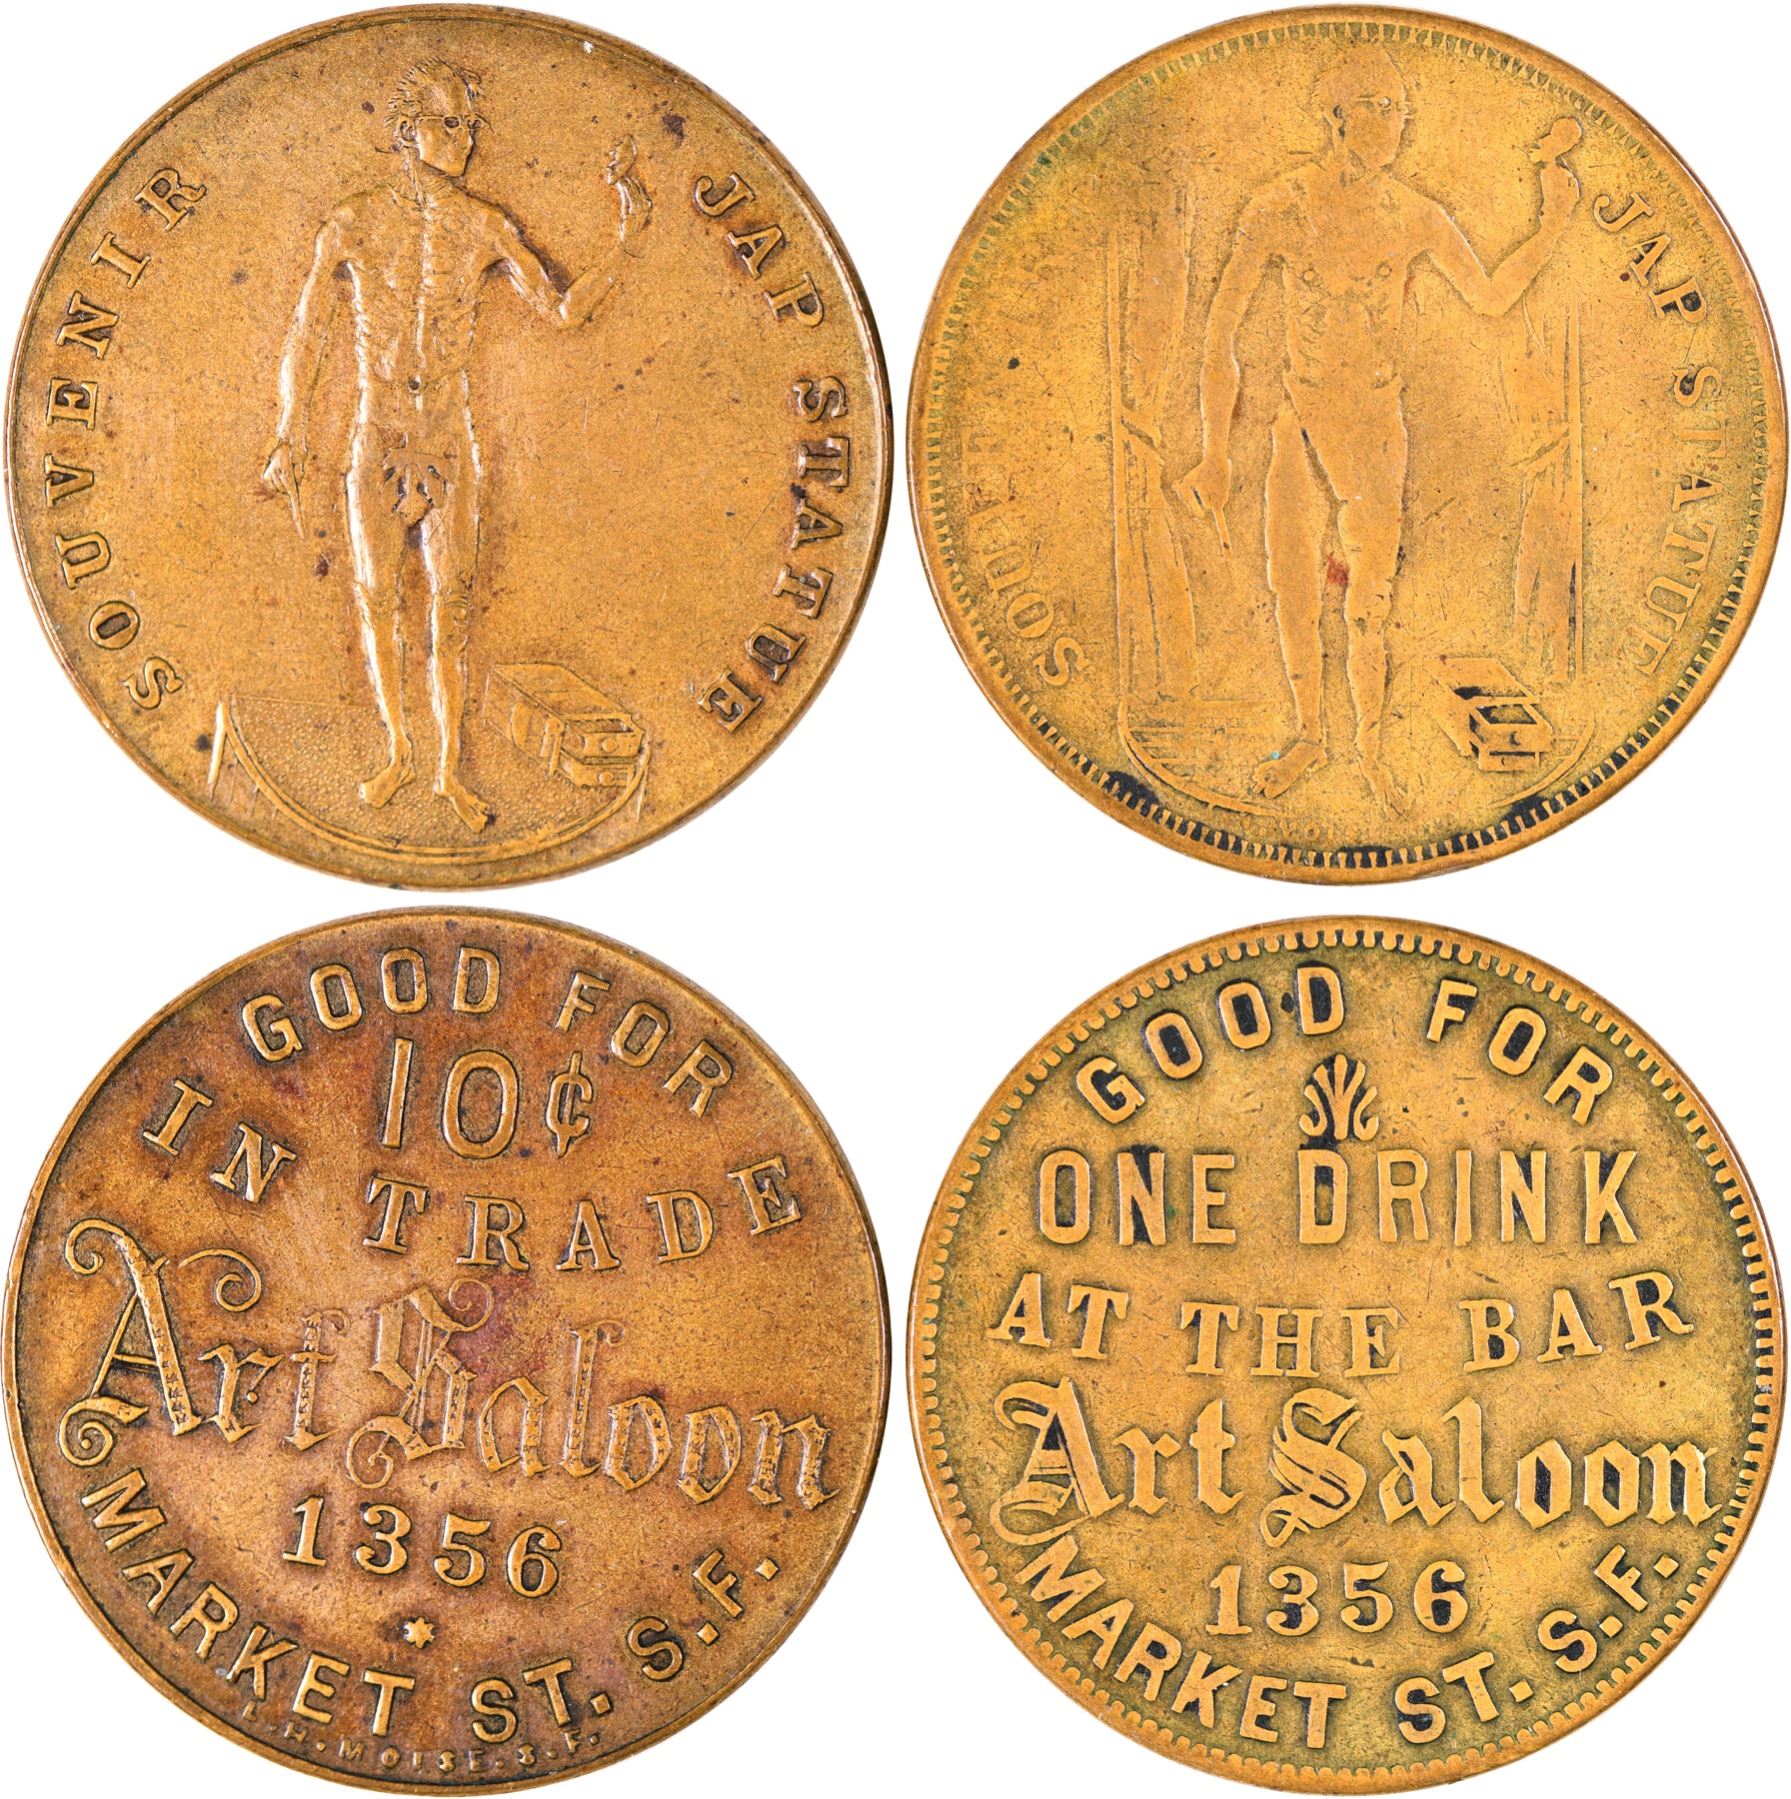 SOUVENIR
JAP STATUE
JAP STATUE
GOOD FOR
10¢
IN TRADE
Art Saloon
1356
MARKET ST. S.F.
L.H. MOISE. S.F.
GOOD FOR
ONE DRINK
AT THE BAR
Art Saloon
1356
MARKET ST. S.F.